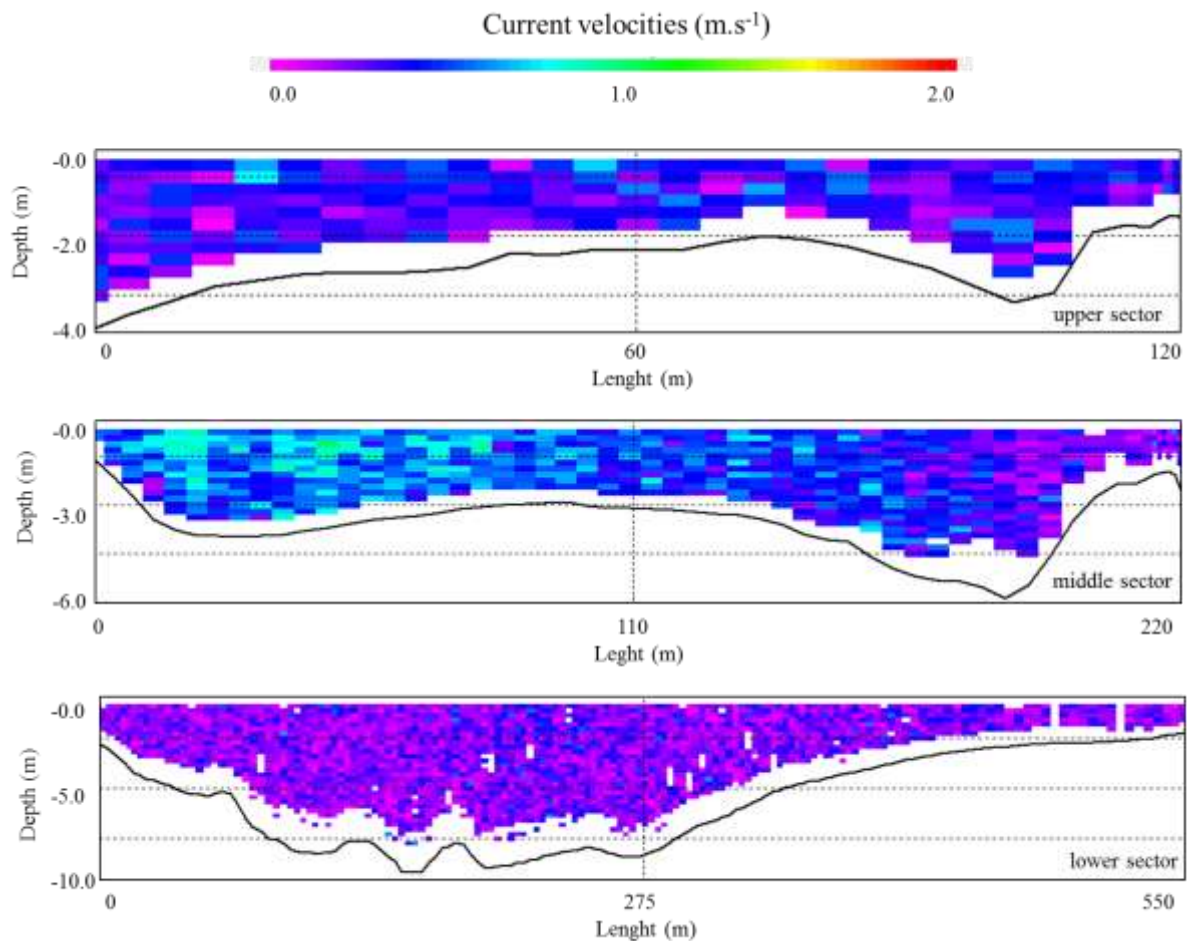 Current velocities (m.s-1)
0.0 1.0 2.0
-0.0
-2.0
-4.0
Depth (m)
upper sector
0 60 120
Lenght (m)
-0.0
-3.0
-6.0
Depth (m)
middle sector
0 110 220
Leght (m)
-0.0
-5.0
-10.0
Depth (m)
lower sector
0 275 550
Lenght (m)